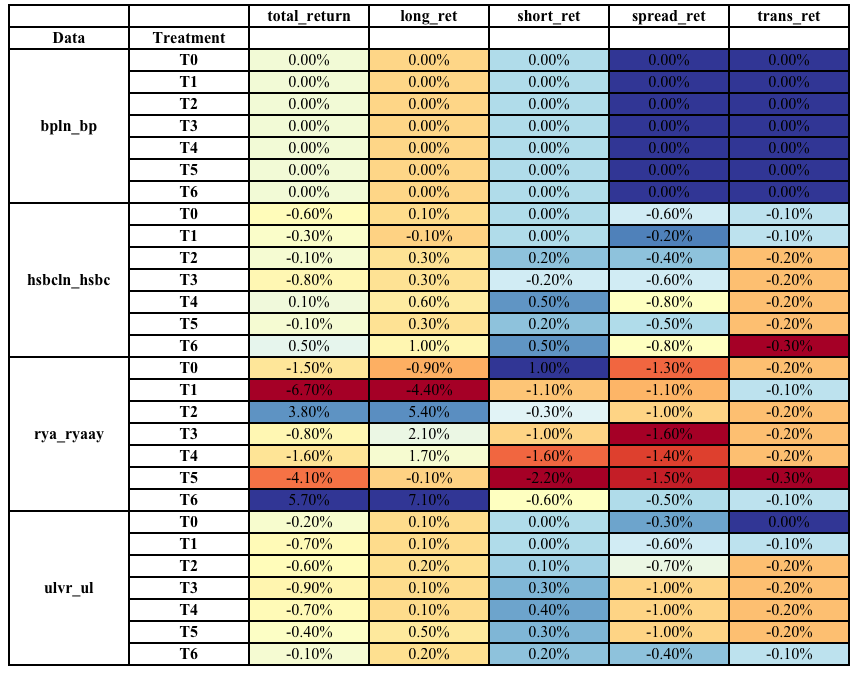 total_return long_ret short_ret spread_ret trans_ret
Data Treatment
T0 0.00% 0.00% 0.00% 0.00% 0.00%
T1 0.00% 0.00% 0.00% 0.00% 0.00%
T2 0.00% 0.00% 0.00% 0.00% 0.00%
bpln_bp T3 0.00% 0.00% 0.00% 0.00% 0.00%
T4 0.00% 0.00% 0.00% 0.00% 0.00%
T5 0.00% 0.00% 0.00% 0.00% 0.00%
T6 0.00% 0.00% 0.00% 0.00% 0.00%
T0 -0.60% 0.10% 0.00% -0.60% -0.10%
T1 -0.30% -0.10% 0.00% -0.20% -0.10%
T2 -0.10% 0.30% 0.20% -0.40% -0.20%
hsbcln_hsbc T3 -0.80% 0.30% -0.20% -0.60% -0.20%
T4 0.10% 0.60% 0.50% -0.80% -0.20%
T5 -0.10% 0.30% 0.20% -0.50% -0.20%
T6 0.50% 1.00% 0.50% -0.80% -0.30%
T0 -1.50% -0.90% 1.00% -1.30% -0.20%
T1 -6.70% -4.40% -1.10% -1.10% -0.10%
T2 3.80% 5.40% -0.30% -1.00% -0.20%
rya_ryaay T3 -0.80% 2.10% -1.00% -1.60% -0.20%
T4 -1.60% 1.70% -1.60% -1.40% -0.20%
T5 -4.10% -0.10% -2.20% -1.50% -0.30%
T6 5.70% 7.10% -0.60% -0.50% -0.10%
T0 -0.20% 0.10% 0.00% -0.30% 0.00%
T1 -0.70% 0.10% 0.00% -0.60% -0.10%
T2 -0.60% 0.20% 0.10% -0.70% -0.20%
ulvr_ul T3 -0.90% 0.10% 0.30% -1.00% -0.20%
T4 -0.70% 0.10% 0.40% -1.00% -0.20%
T5 -0.40% 0.50% 0.30% -1.00% -0.20%
T6 -0.10% 0.20% 0.20% -0.40% -0.10%